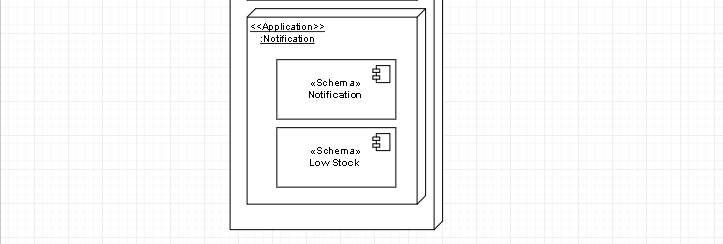 <<Application>>
:Notification
«Schema»
Notification
«Schema»
Low Stock